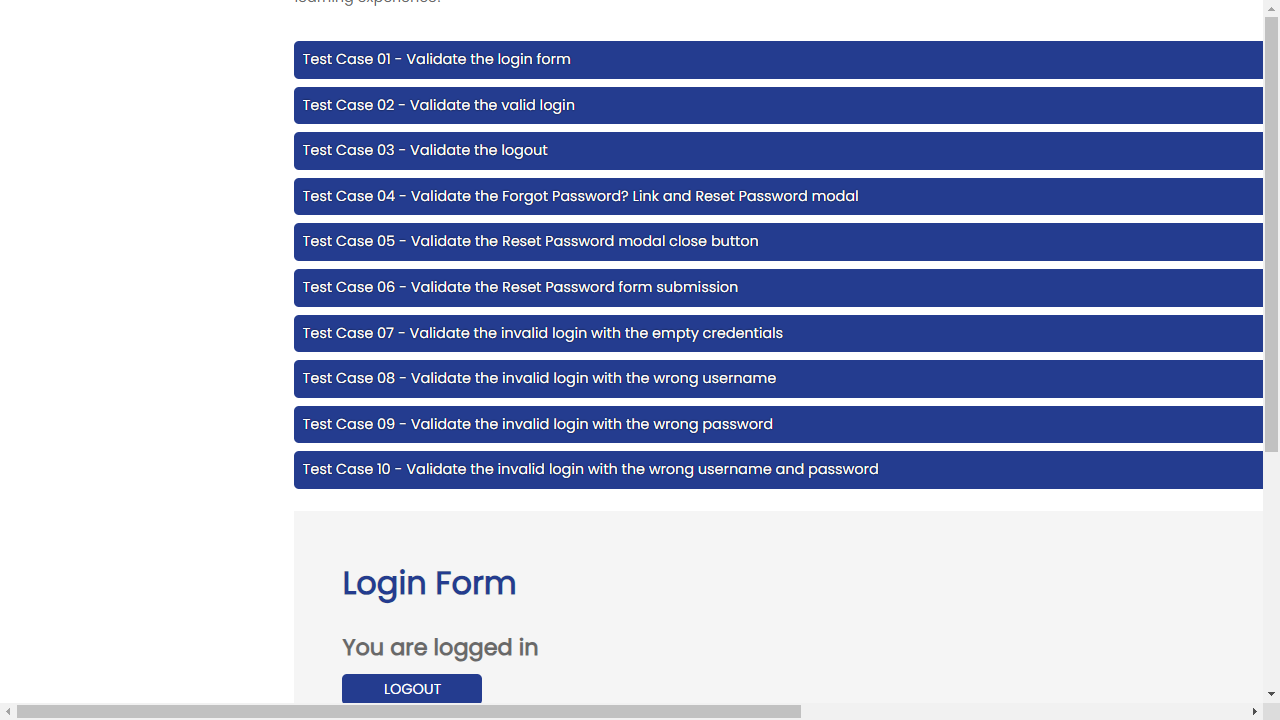 learning experience.
Test Case 01 - Validate the login form
Test Case 02 - Validate the valid login
Test Case 03 - Validate the logout
Test Case 04 - Validate the Forgot Password? Link and Reset Password modal
Test Case 05 - Validate the Reset Password modal close button
Test Case 06 - Validate the Reset Password form submission
Test Case 07 - Validate the invalid login with the empty credentials
Test Case 08 - Validate the invalid login with the wrong username
Test Case 09 - Validate the invalid login with the wrong password
Test Case 10 - Validate the invalid login with the wrong username and password
Login Form
You are logged in
LOGOUT